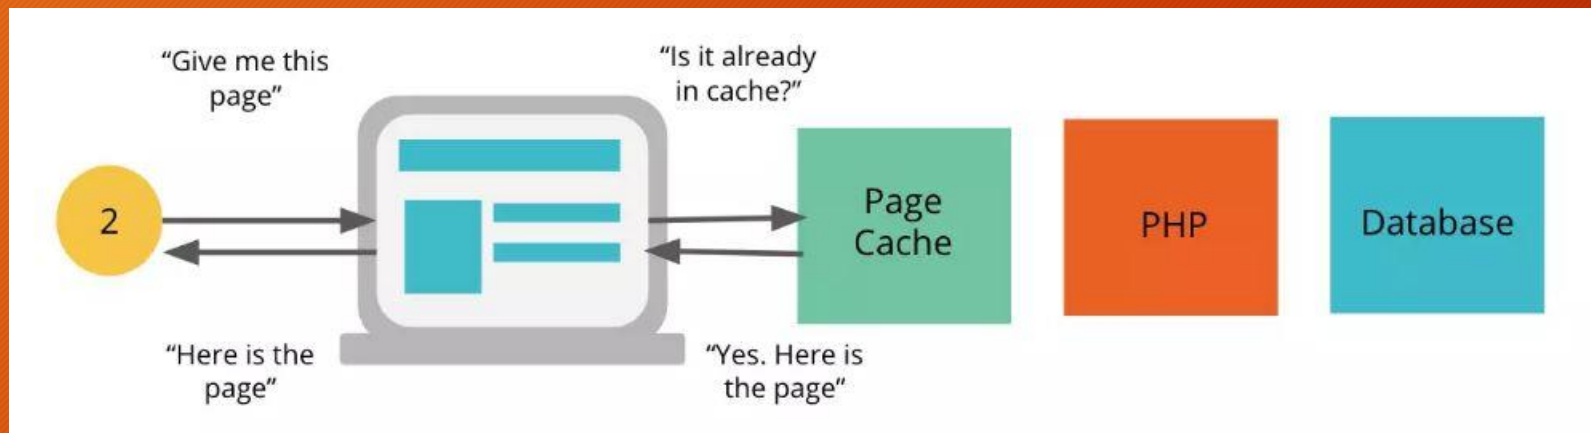 “Give me this
page”
“Is it already
in cache?”
2
Page
Cache
PHP
Database
“Here is the
page”
“Yes. Here is
the page”